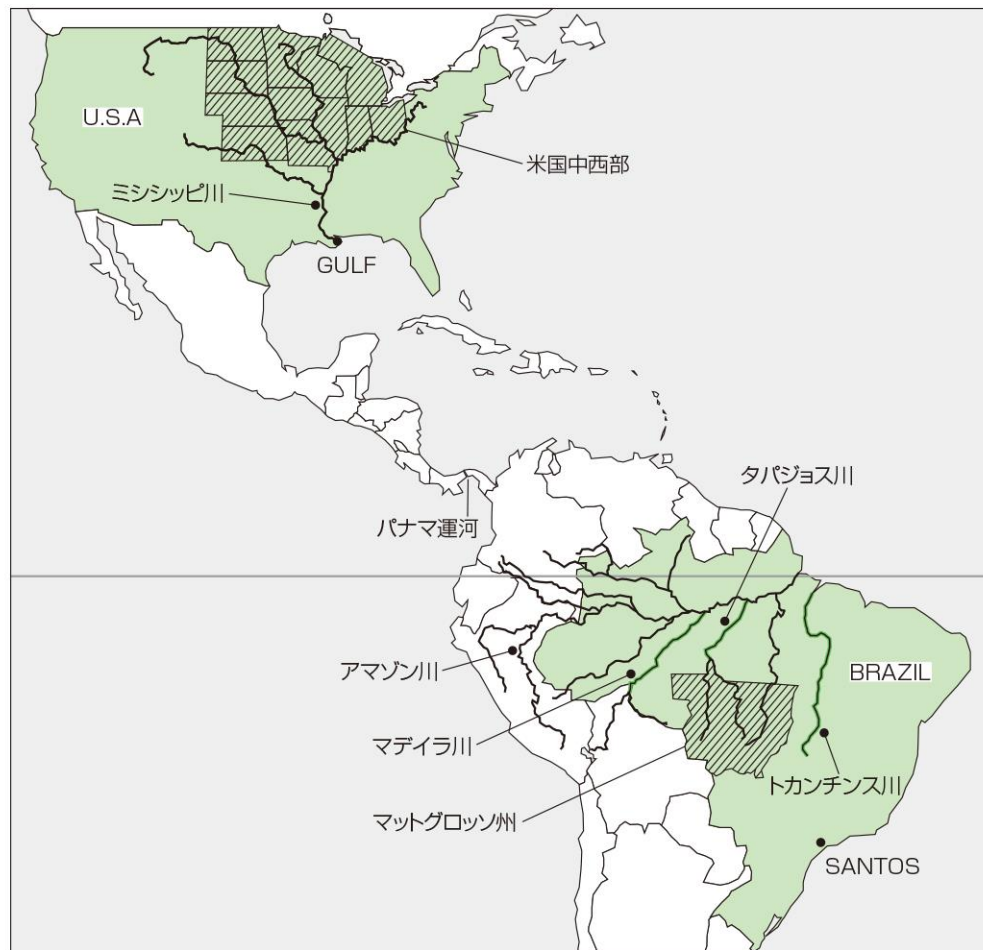 U.S.A
米国中西部
ミシシッピ川
GULF
タパジョス川
パナマ運河
アマゾン川
BRAZIL
マデイラ川
トカンチンス川
マットグロッソ州
SANTOS